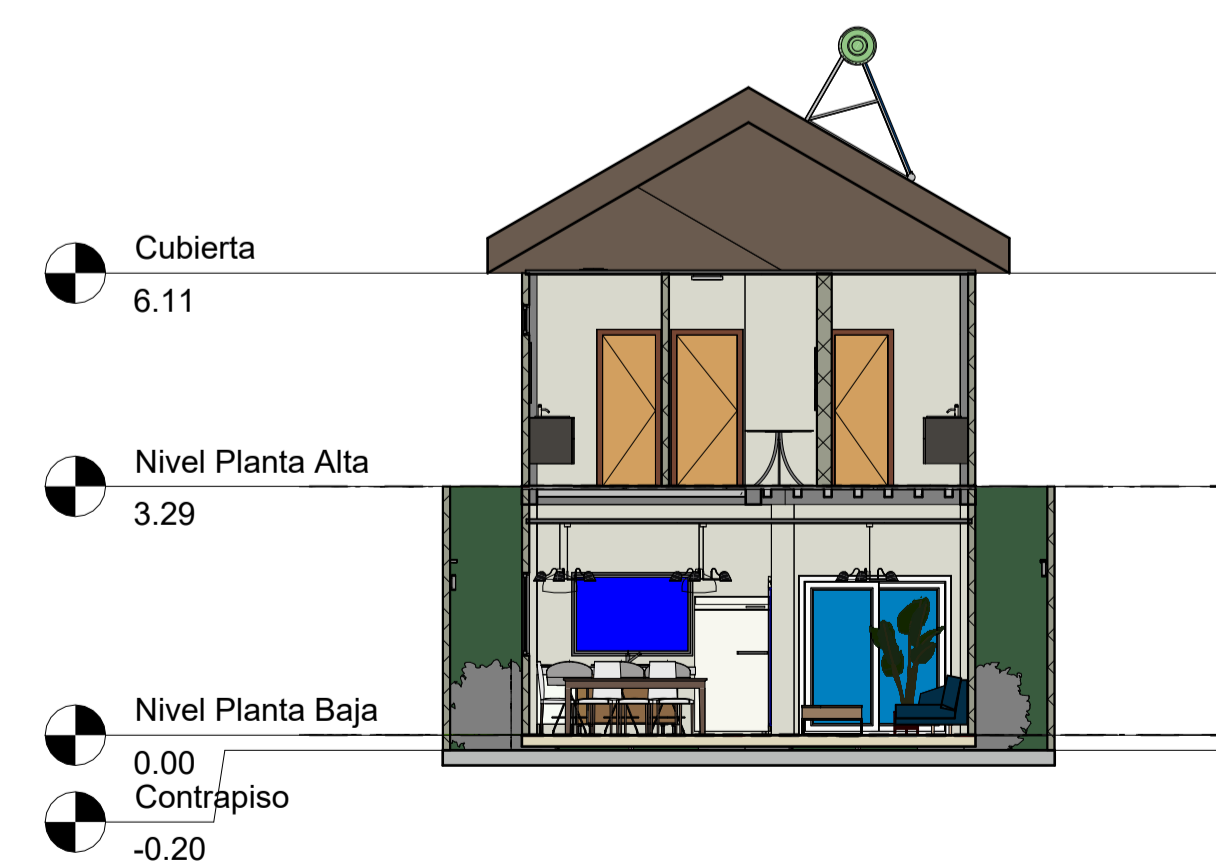 Cubierta
6.11
Nivel Planta Alta
3.29
Nivel Planta Baja
0.00
Contrapiso
-0.20